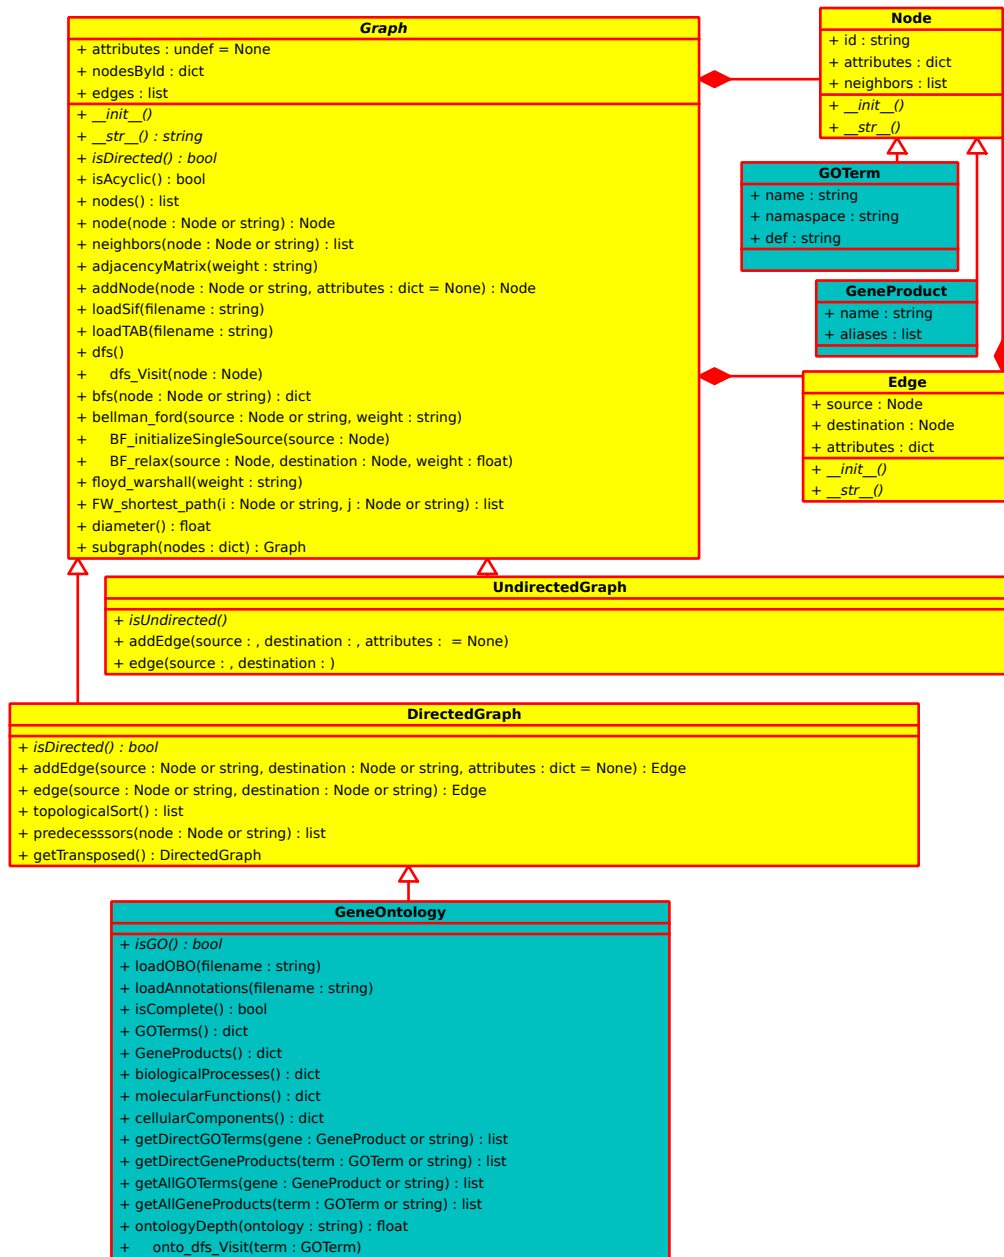 Graph
+ attributes : undef = None
+ nodesById : dict
+ edges : list
+ __init__()
+ __str__() : string
+ isDirected() : bool
+ isAcyclic() : bool
+ nodes() : list
+ node(node : Node or string) : Node
+ neighbors(node : Node or string) : list
+ adjacencyMatrix(weight : string)
+ addNode(node : Node or string, attributes : dict = None) : Node
+ loadSif(filename : string)
+ loadTAB(filename : string)
+ dfs()
+ dfs_Visit(node : Node)
+ bfs(node : Node or string) : dict
+ bellman_ford(source : Node or string, weight : string)
+ BF_initializeSingleSource(source : Node)
+ BF_relax(source : Node, destination : Node, weight : float)
+ floyd_warshall(weight : string)
+ FW_shortest_path(i : Node or string, j : Node or string) : list
+ diameter() : float
+ subgraph(nodes : dict) : Graph
Node
+ id : string
+ attributes : dict
+ neighbors : list
+ __init__()
+ __str__()
GOTerm
+ name : string
+ namaspace : string
+ def : string
GeneProduct
+ name : string
+ aliases : list
Edge
+ source : Node
+ destination : Node
+ attributes : dict
+ __init__()
+ __str__()
UndirectedGraph
+ isUndirected()
+ addEdge(source : , destination : , attributes :  = None)
+ edge(source : , destination : )
DirectedGraph
+ isDirected() : bool
+ addEdge(source : Node or string, destination : Node or string, attributes : dict = None) : Edge
+ edge(source : Node or string, destination : Node or string) : Edge
+ topologicalSort() : list
+ predecesssors(node : Node or string) : list
+ getTransposed() : DirectedGraph
GeneOntology
+ isGO() : bool
+ loadOBO(filename : string)
+ loadAnnotations(filename : string)
+ isComplete() : bool
+ GOTerms() : dict
+ GeneProducts() : dict
+ biologicalProcesses() : dict
+ molecularFunctions() : dict
+ cellularComponents() : dict
+ getDirectGOTerms(gene : GeneProduct or string) : list
+ getDirectGeneProducts(term : GOTerm or string) : list
+ getAllGOTerms(gene : GeneProduct or string) : list
+ getAllGeneProducts(term : GOTerm or string) : list
+ ontologyDepth(ontology : string) : float
+ onto_dfs_Visit(term : GOTerm)